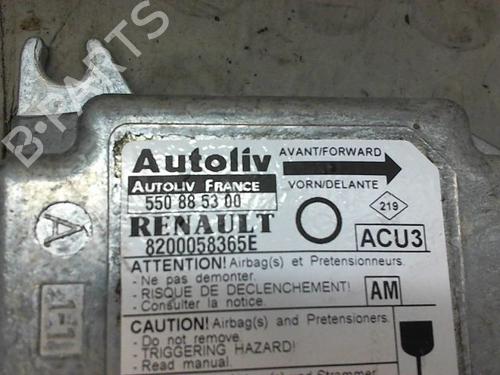 B-PARTS
Autoliv
AVANT/FORWARD
AUTOLIV FRANCE
VORN/DELANTE
550 88 53 00
219
RENAULT
8200058365E
ACU3
A
ATTENTION! Airbag(s) et Pretensionneurs.
- Ne pas demonter.
- RISQUE DE DECLENCHEMENT!
- Consulter la notice.
AM
CAUTION! Airbag(s) and Pretensioners.
- Do not remove.
- TRIGGERING HAZARD!
- Read manual.